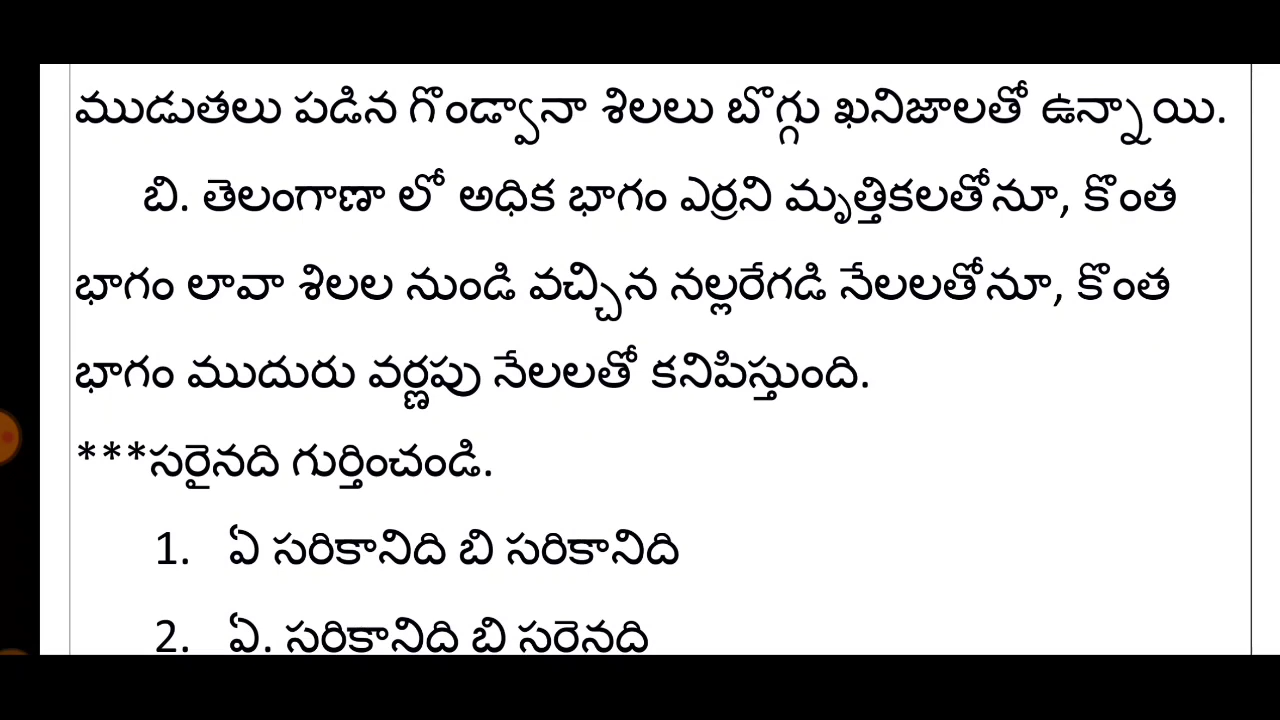 ముడుతలు పడిన గొండ్వానా శిలలు బొగ్గు ఖనిజాలతో ఉన్నాయి.
బి. తెలంగాణా లో అధిక భాగం ఎర్రని మృత్తికలతోనూ, కొంత
భాగం లావా శిలల నుండి వచ్చిన నల్లరేగడి నేలలతోనూ, కొంత
భాగం ముదురు వర్ణపు నేలలతో కనిపిస్తుంది.
***సరైనది గుర్తించండి.
1. ఏ సరికానిది బి సరికానిది
2. ఏ. సరికానిది బి సరైనది